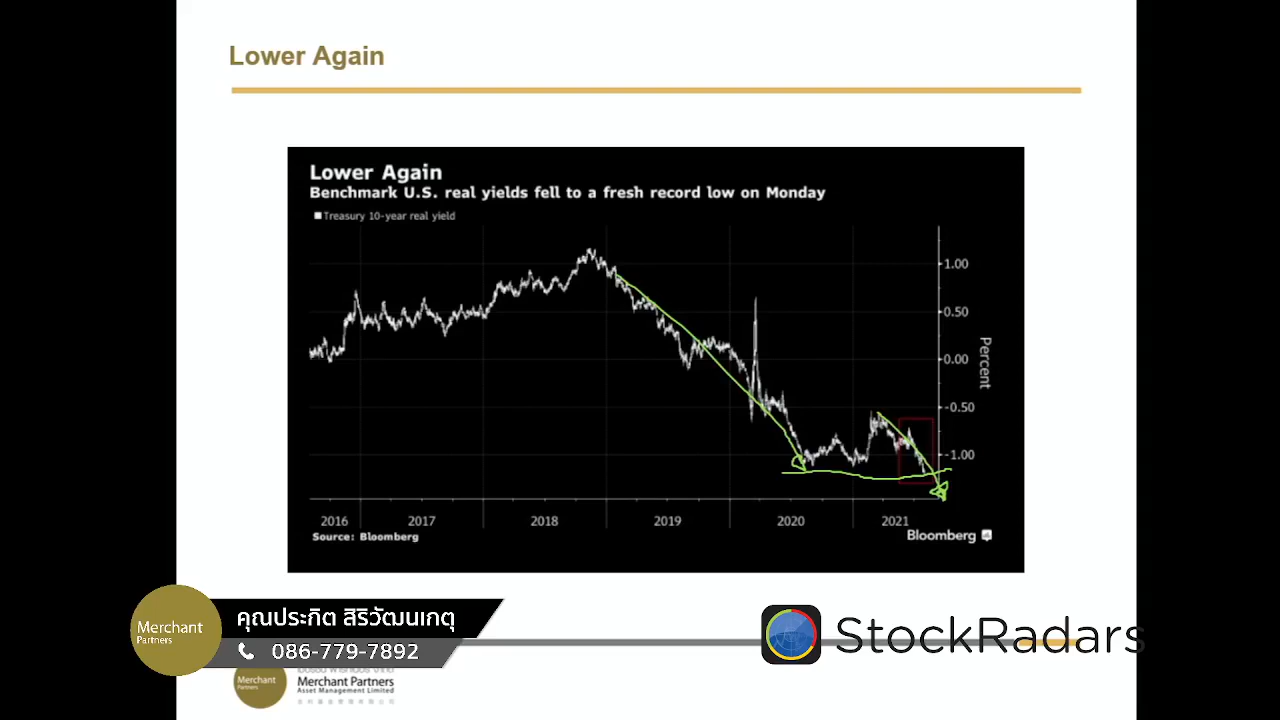 Lower Again
Lower Again
Benchmark U.S. real yields fell to a fresh record low on Monday
Treasury 10-year real yield
1.00
0.50
0.00
-0.50
-1.00
Percent
2016 2017 2018 2019 2020 2021
Source: Bloomberg
Bloomberg
Merchant
Partners
คุณประกิต สิริวัฒนเกตุ
086-779-7892
StockRadars
Merchant
Partners
Merchant Partners
Asset Management Limited